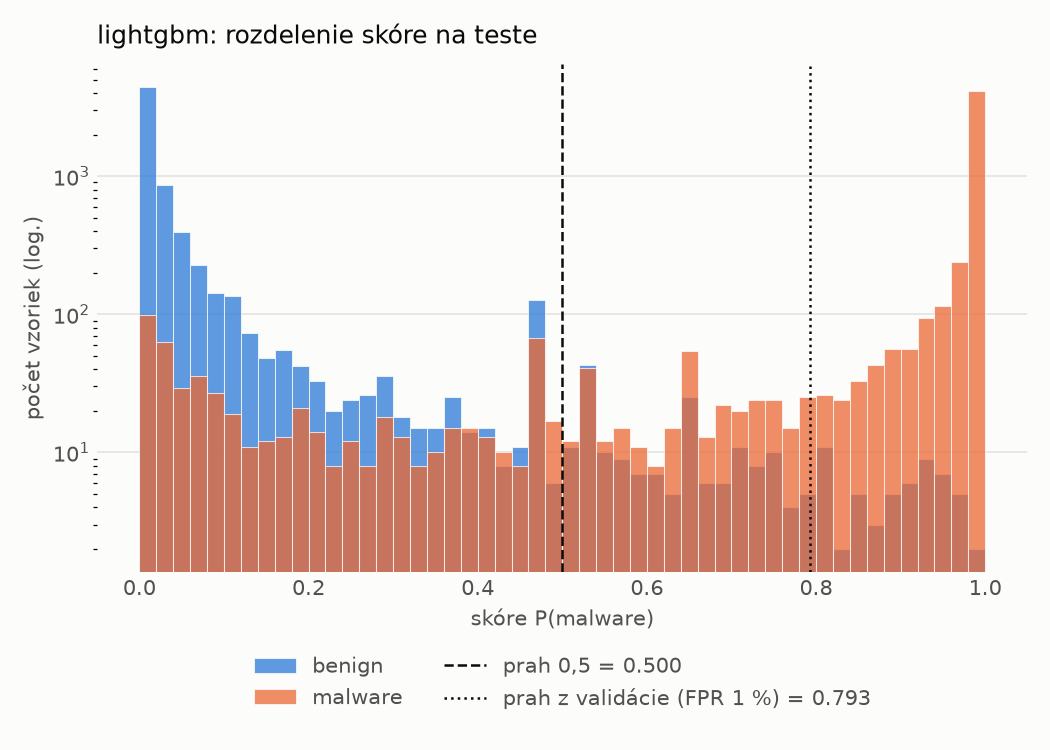 lightgbm: rozdelenie skóre na teste
počet vzoriek (log.)
10³
10²
10¹
0.0 0.2 0.4 0.6 0.8 1.0
skóre P(malware)
benign
malware
prah 0,5 = 0.500
prah z validácie (FPR 1 %) = 0.793